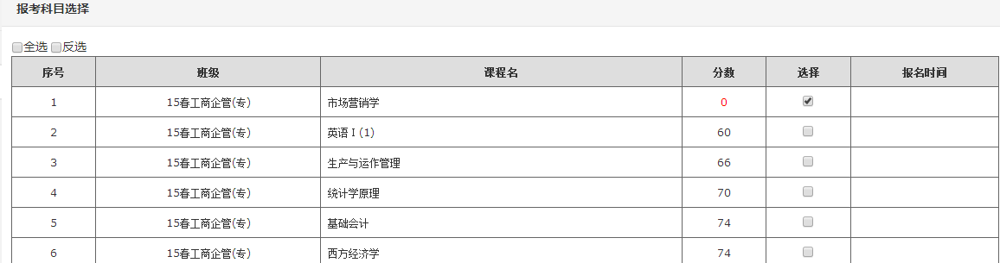 报考科目选择
全选 反选
序号 班级 课程名 分数 选择 报名时间
1 15春工商企管(专) 市场营销学 0
2 15春工商企管(专) 英语Ⅰ(1) 60
3 15春工商企管(专) 生产与运作管理 66
4 15春工商企管(专) 统计学原理 70
5 15春工商企管(专) 基础会计 74
6 15春工商企管(专) 西方经济学 74